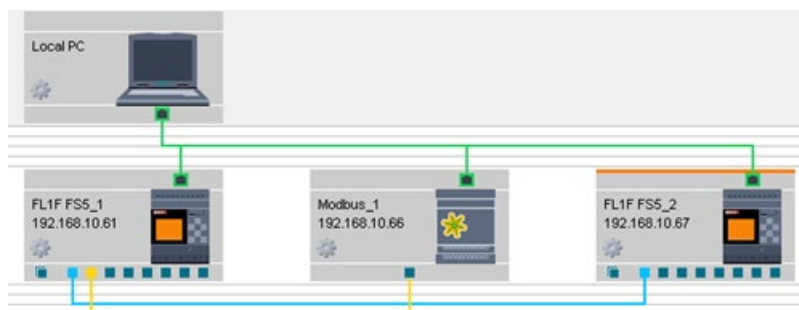 Local PC
FL1F FS5_1
192.168.10.61
Modbus_1
192.168.10.66
FL1F FS5_2
192.168.10.67